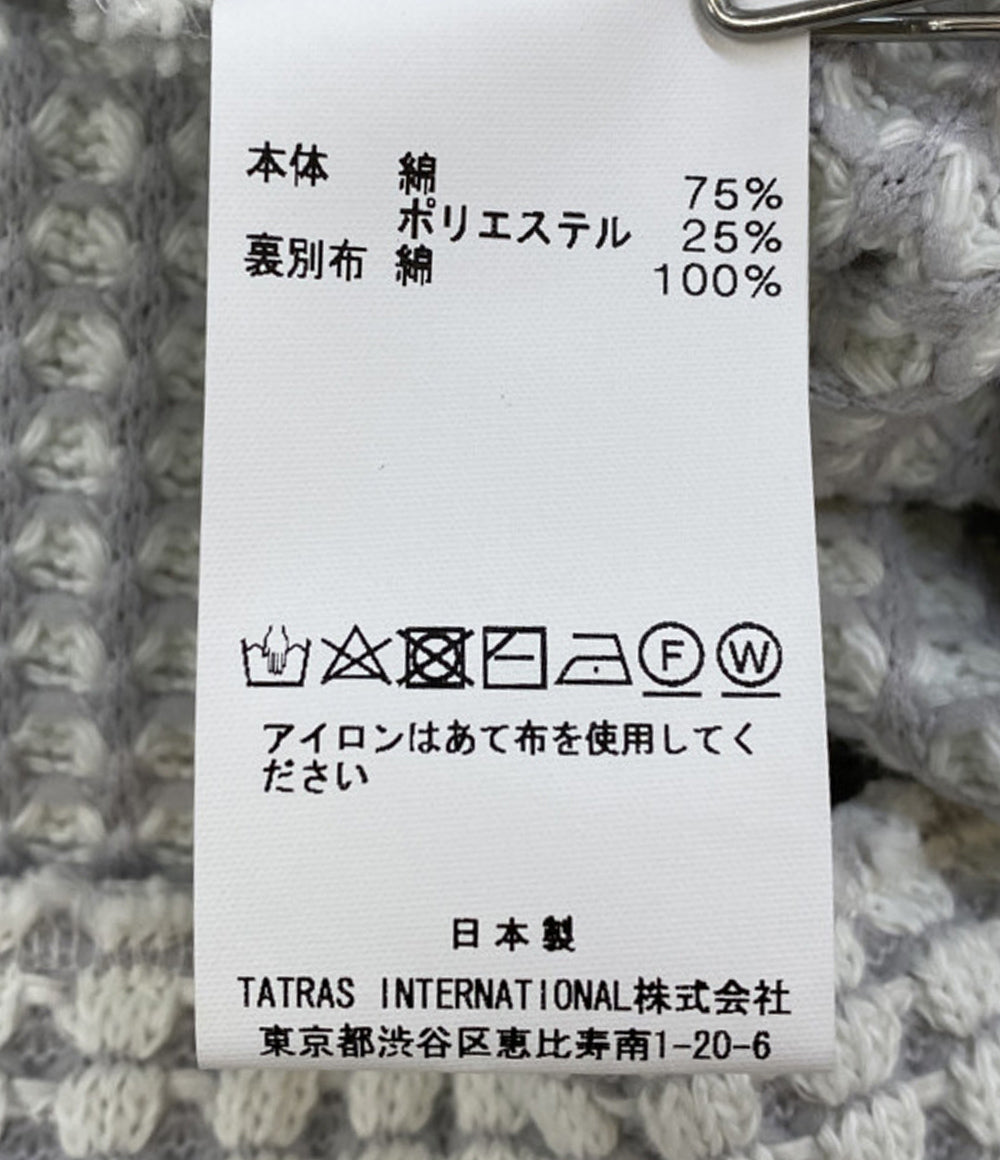 本体 綿 75%
ポリエステル 25%
裏別布 綿 100%
F W
アイロンはあて布を使用してく
ださい
日本製
TATRAS INTERNATIONAL株式会社
東京都渋谷区恵比寿南1-20-6